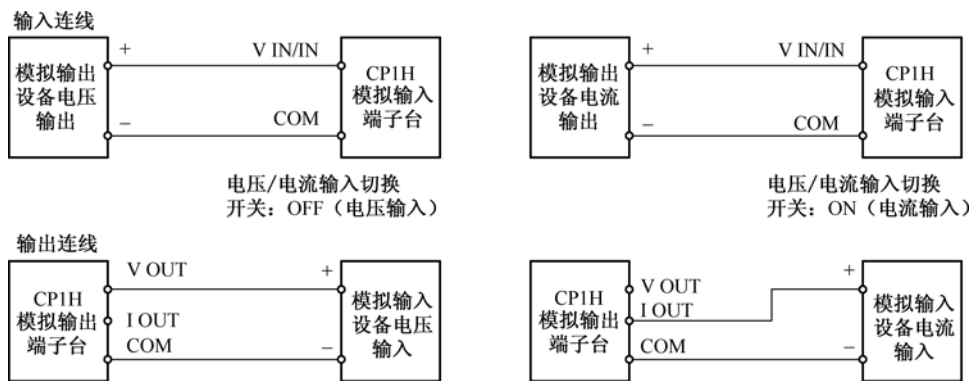 输入连线
模拟输出
设备电压
输出
+
V IN/IN
–
COM
CP1H
模拟输入
端子台
电压/电流输入切换
开关：OFF（电压输入）
模拟输出
设备电流
输出
+
V IN/IN
–
COM
CP1H
模拟输入
端子台
电压/电流输入切换
开关：ON（电流输入）
输出连线
CP1H
模拟输出
端子台
V OUT
+
I OUT
COM
–
模拟输入
设备电压
输入
CP1H
模拟输出
端子台
V OUT
+
I OUT
COM
–
模拟输入
设备电流
输入